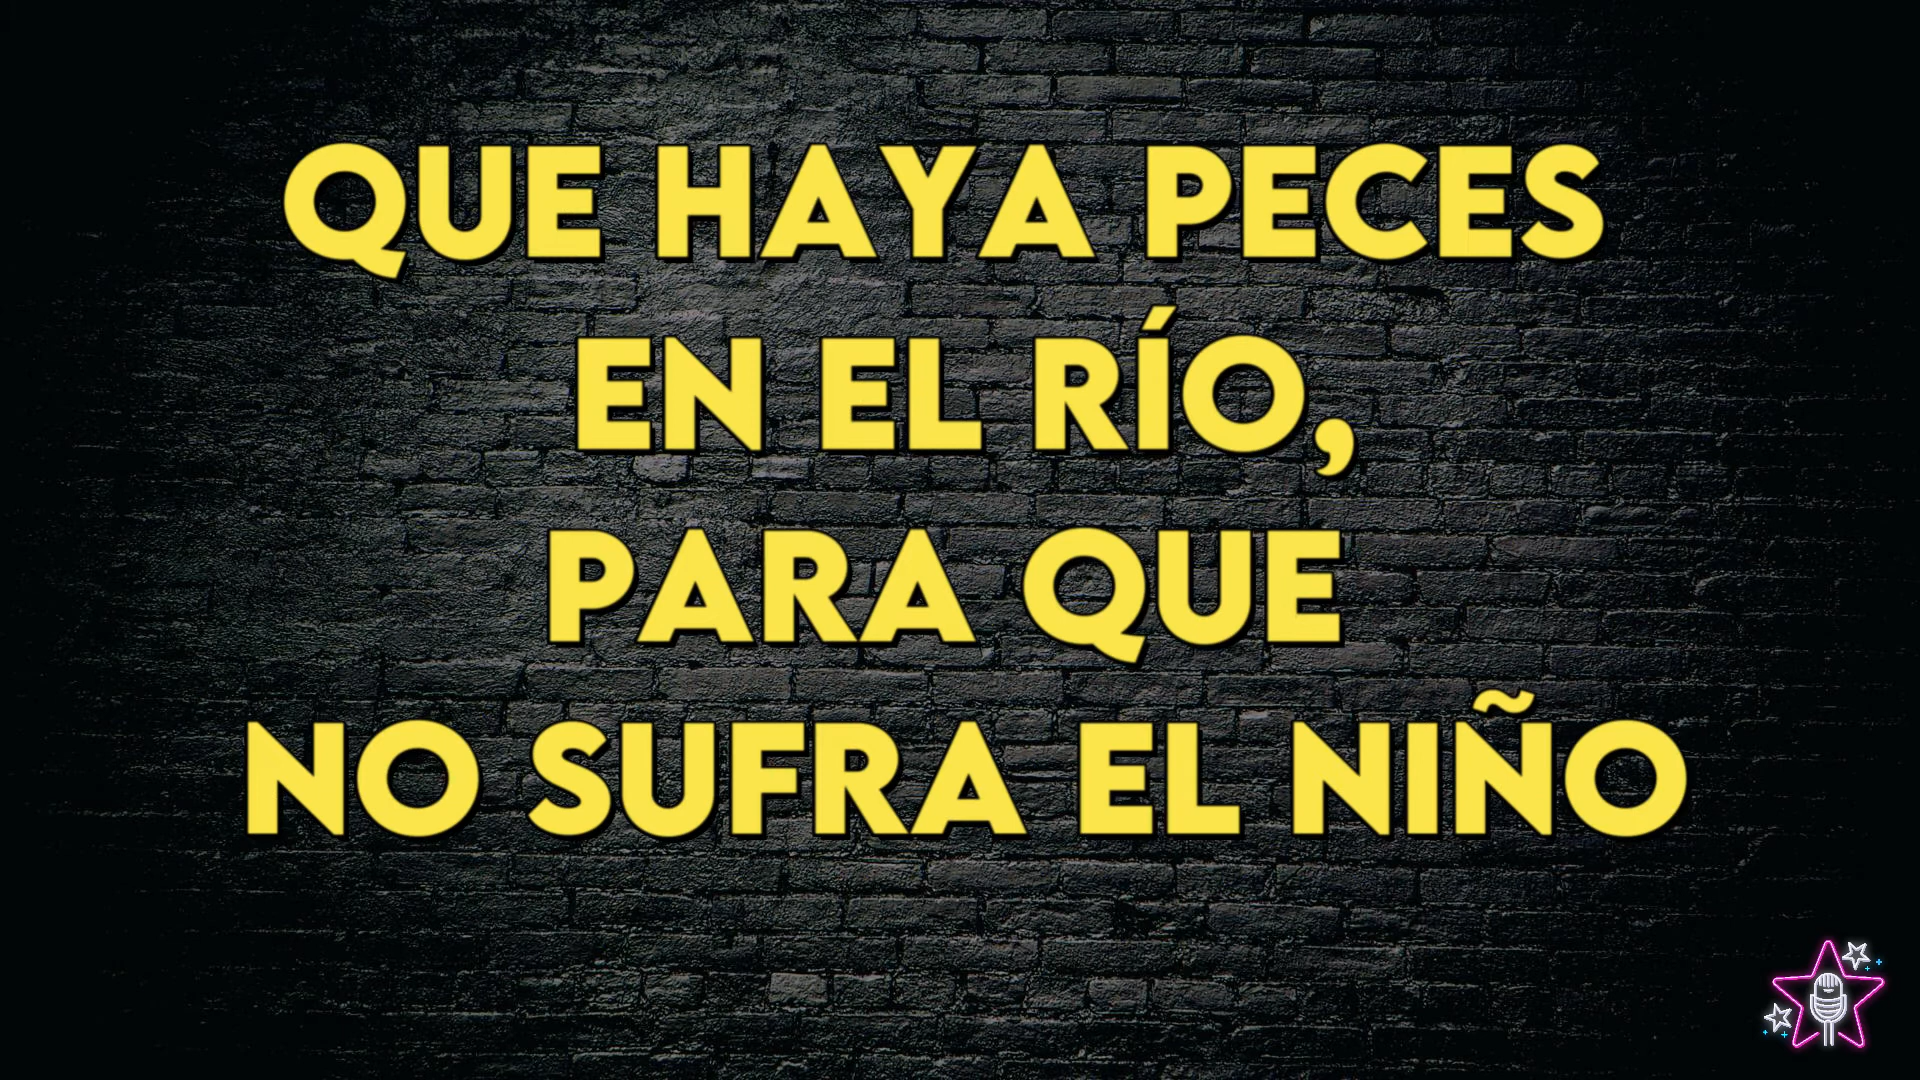 QUE HAYA PECES
EN EL RÍO,
PARA QUE
NO SUFRA EL NIÑO